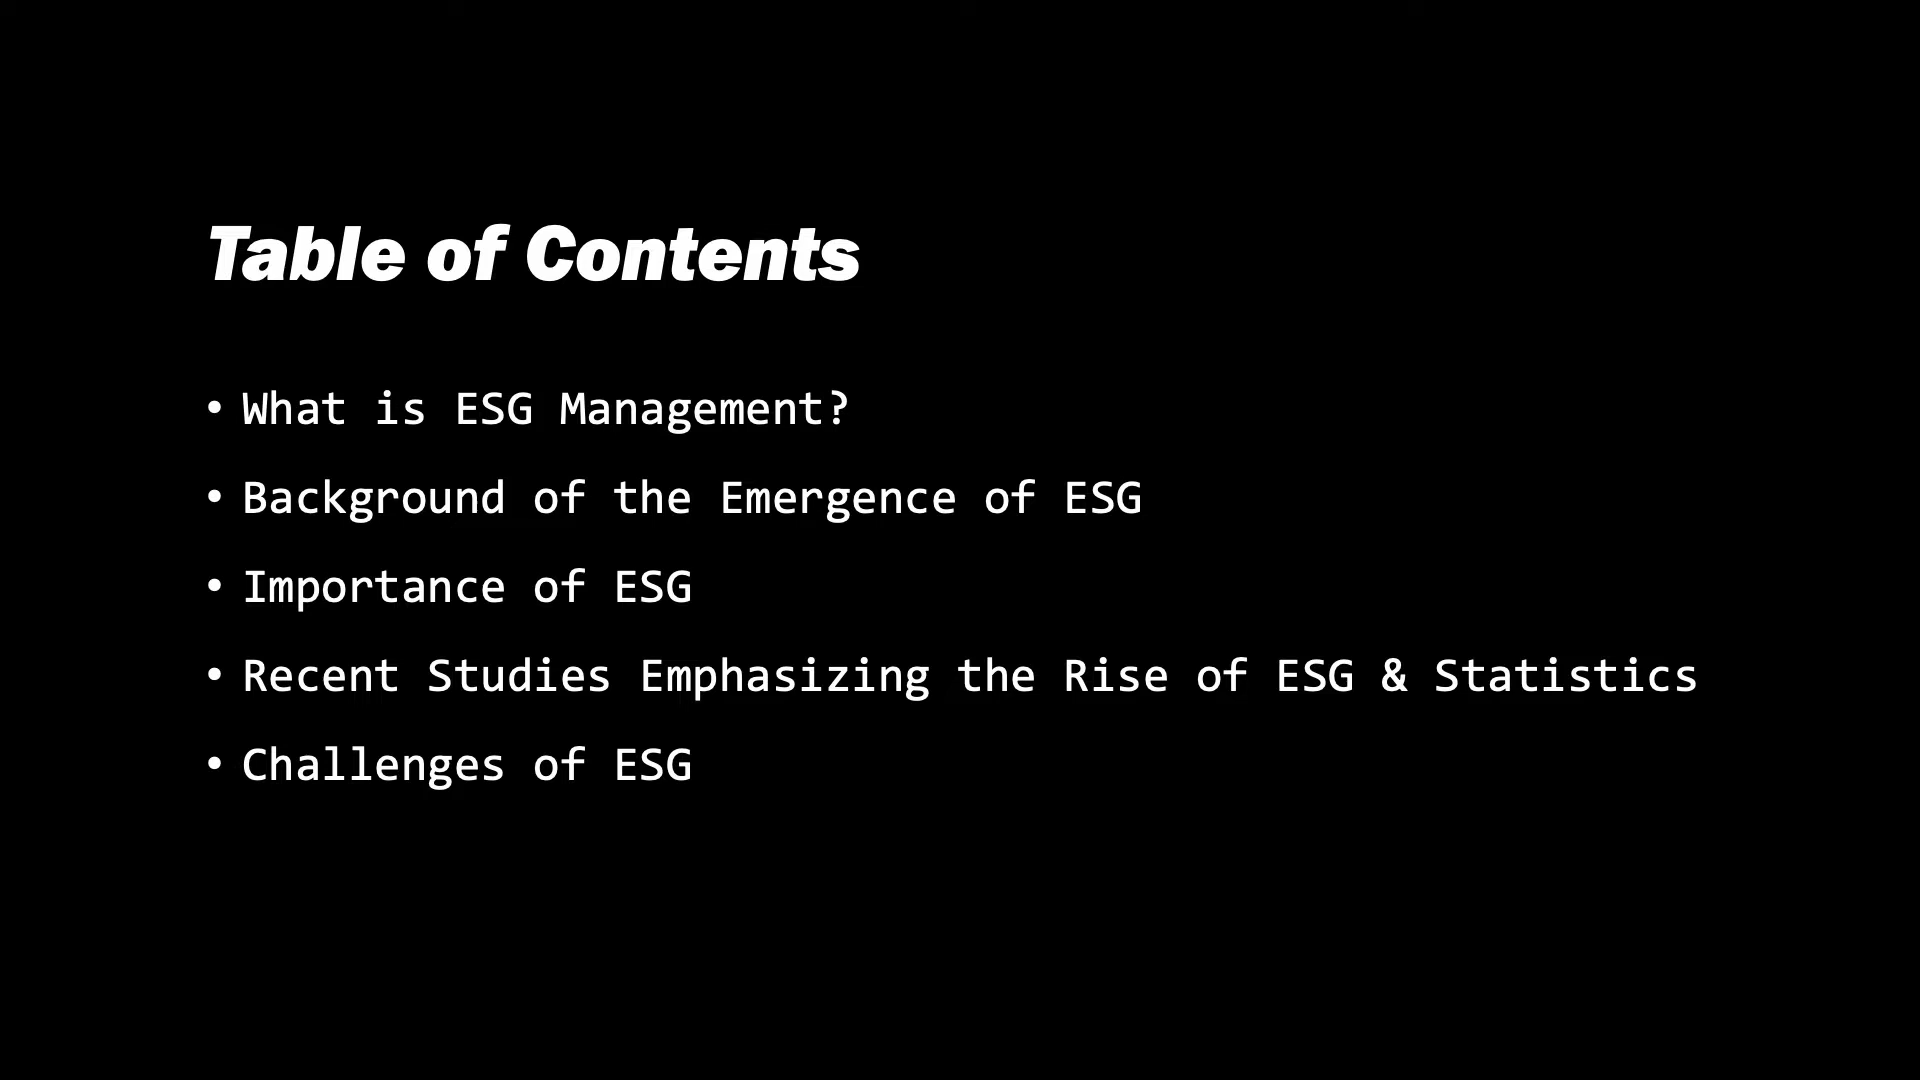 Table of Contents
• What is ESG Management?
• Background of the Emergence of ESG
• Importance of ESG
• Recent Studies Emphasizing the Rise of ESG & Statistics
• Challenges of ESG